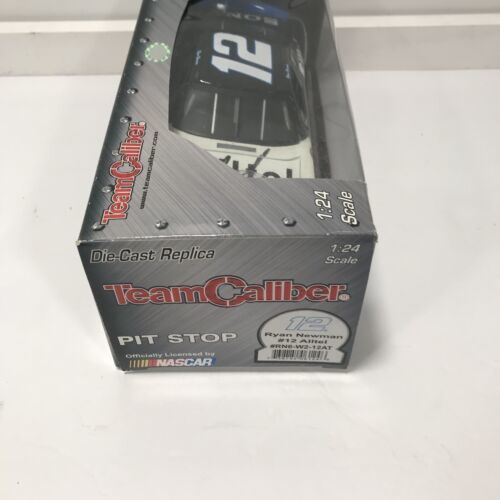 12
TeamCaliber
www.teamcaliber.com
1:24
Scale
Die-Cast Replica
1:24
Scale
TeamCaliber
PIT STOP
Officially Licensed by
NASCAR
12
Ryan Newman
#12 Alltel
#RN6-W2-12AT